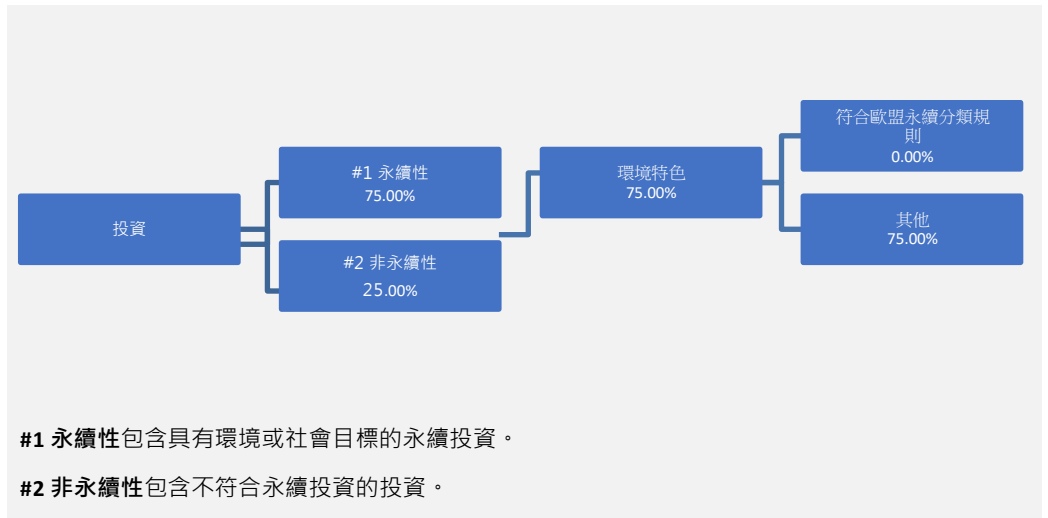 投資
#1 永續性
75.00%
#2 非永續性
25.00%
環境特色
75.00%
符合歐盟永續分類規
則
0.00%
其他
75.00%
#1 永續性包含具有環境或社會目標的永續投資。
#2 非永續性包含不符合永續投資的投資。